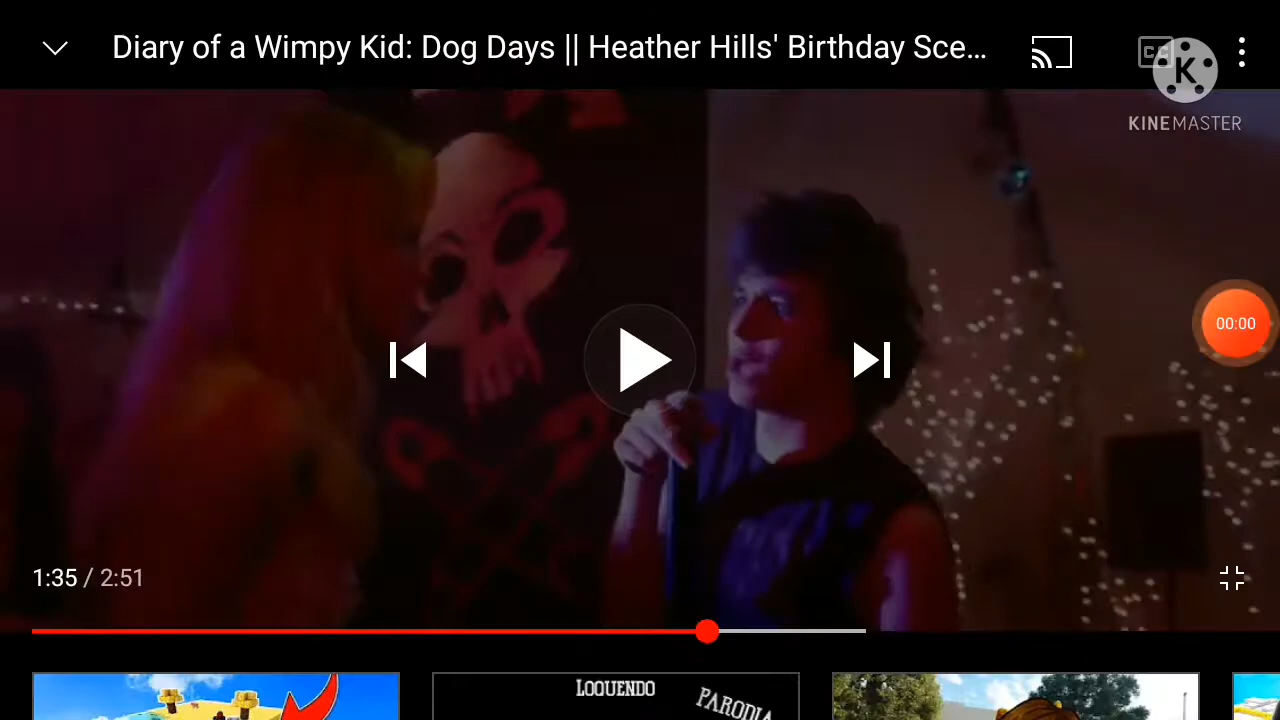 Diary of a Wimpy Kid: Dog Days || Heather Hills' Birthday Sce...
CC
K
KINEMASTER
00:00
1:35 / 2:51
LOQUENDO
PARODIA